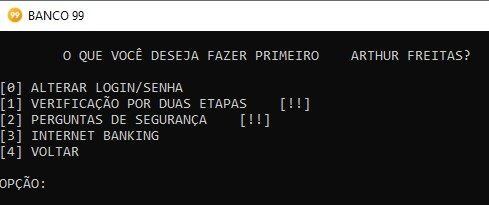 99 BANCO 99
O QUE VOCÊ DESEJA FAZER PRIMEIRO    ARTHUR FREITAS?
[0] ALTERAR LOGIN/SENHA
[1] VERIFICAÇÃO POR DUAS ETAPAS    [!!]
[2] PERGUNTAS DE SEGURANÇA    [!!]
[3] INTERNET BANKING
[4] VOLTAR
OPÇÃO: